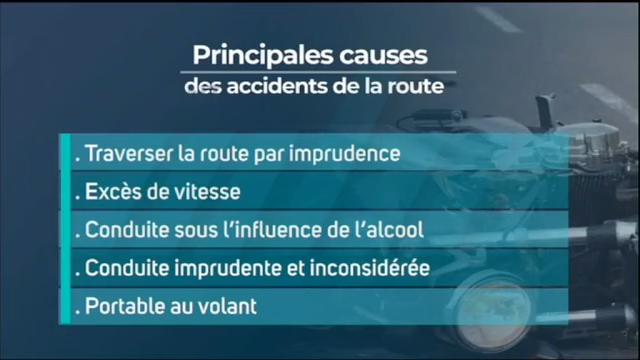 Principales causes
des accidents de la route
. Traverser la route par imprudence
. Excès de vitesse
. Conduite sous l'influence de l'alcool
. Conduite imprudente et inconsidérée
. Portable au volant